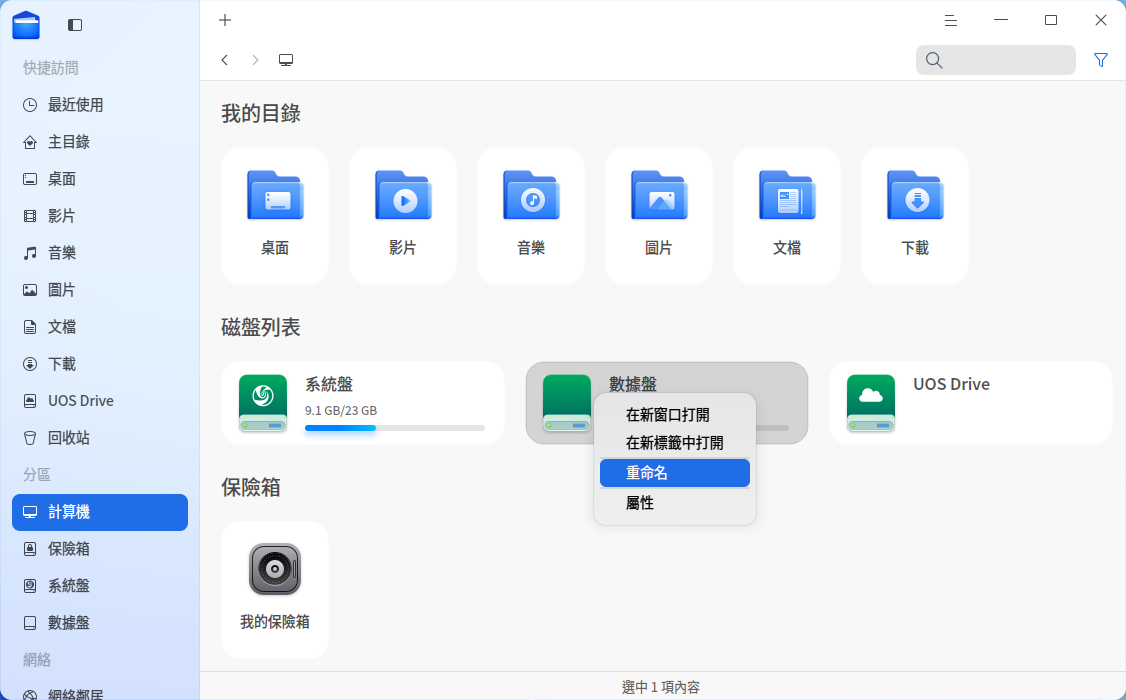 快捷訪問
最近使用
主目錄
桌面
影片
音樂
圖片
文檔
下載
UOS Drive
回收站
分區
計算機
保險箱
系統盤
數據盤
網絡
網絡鄰居
我的目錄
桌面
影片
音樂
圖片
文檔
下載
磁盤列表
系統盤
9.1 GB/23 GB
數據盤
UOS Drive
在新窗口打開
在新標籤中打開
重命名
屬性
保險箱
我的保險箱
選中 1 項內容